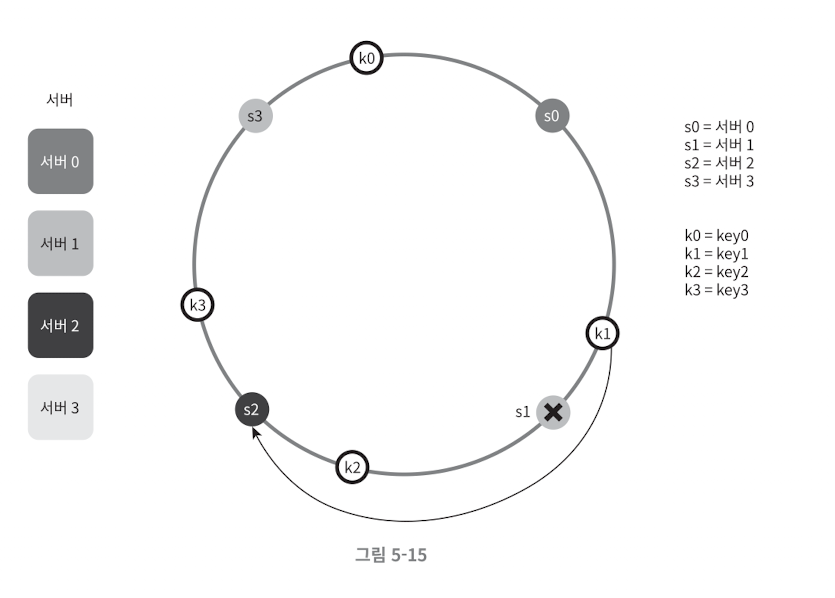 서버
서버 0
서버 1
서버 2
서버 3
k0
s3
s0
k3
k1
s2
s1
k2
s0 = 서버 0
s1 = 서버 1
s2 = 서버 2
s3 = 서버 3
k0 = key0
k1 = key1
k2 = key2
k3 = key3
그림 5-15